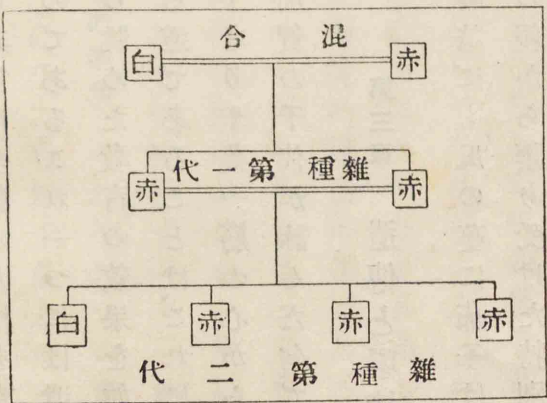 混合
赤 白
雜種第一代
赤 赤
赤 赤 赤 白
雜種第二代